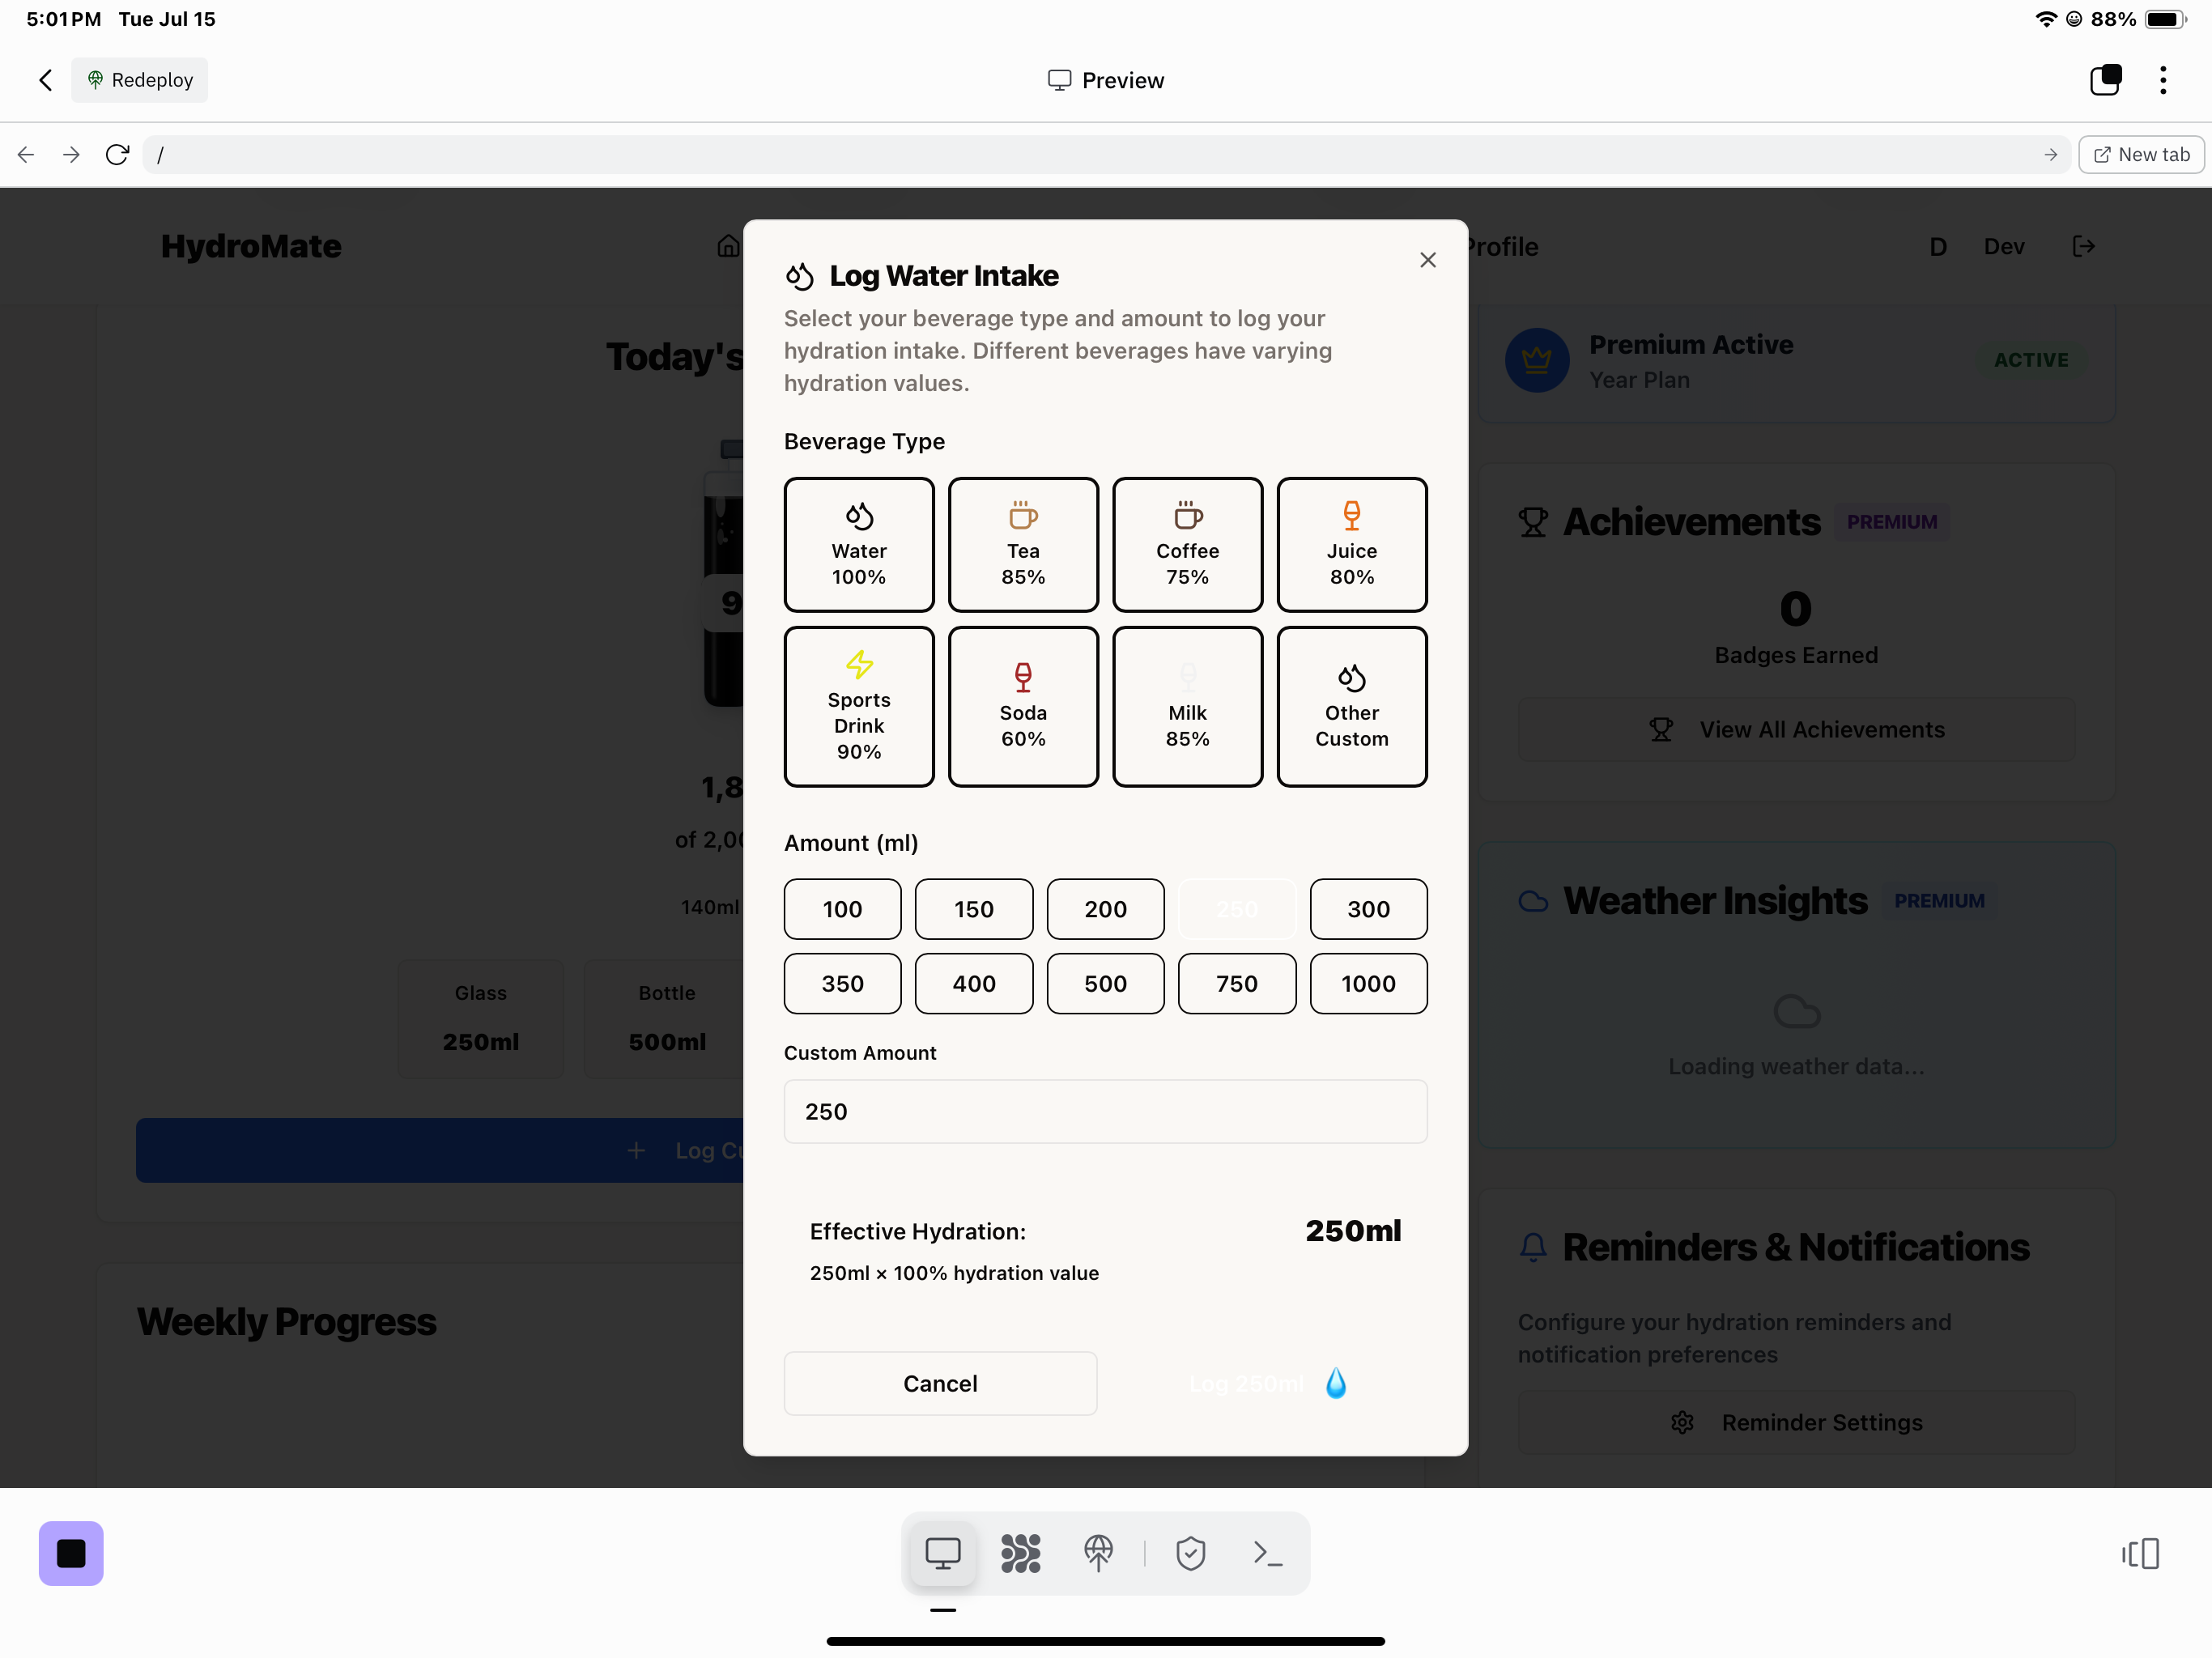 5:01 PM Tue Jul 15
88%
Redeploy
Preview
/
New tab
HydroMate
Profile
D
Dev
Today's
9
1,8
of 2,00
140ml
Glass
250ml
Bottle
500ml
Log Cu
Weekly Progress
Log Water Intake
Select your beverage type and amount to log your
hydration intake. Different beverages have varying
hydration values.
Beverage Type
Water
100%
Tea
85%
Coffee
75%
Juice
80%
Sports
Drink
90%
Soda
60%
Milk
85%
Other
Custom
Amount (ml)
100
150
200
250
300
350
400
500
750
1000
Custom Amount
250
Effective Hydration:
250ml
250ml × 100% hydration value
Cancel
Log 250ml
Premium Active
Year Plan
ACTIVE
Achievements
PREMIUM
0
Badges Earned
View All Achievements
Weather Insights
PREMIUM
Loading weather data...
Reminders & Notifications
Configure your hydration reminders and
notification preferences
Reminder Settings